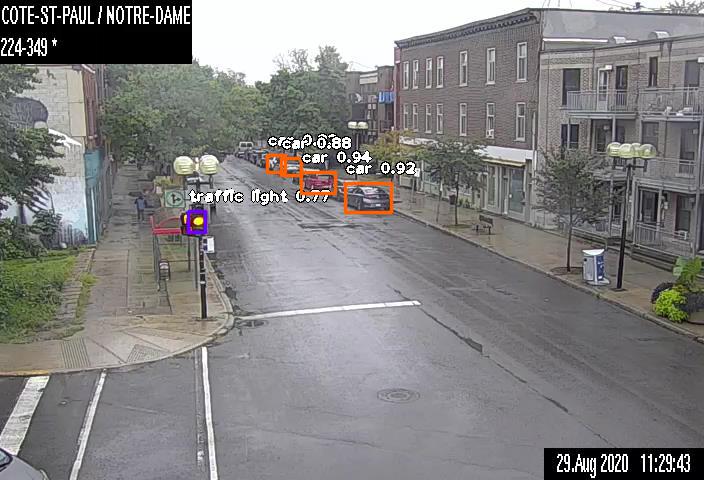 COTE-ST-PAUL / NOTRE-DAME
224-349 *
car 0.88
car 0.94
car 0.92
traffic light 0.77
29.Aug 2020 11:29:43